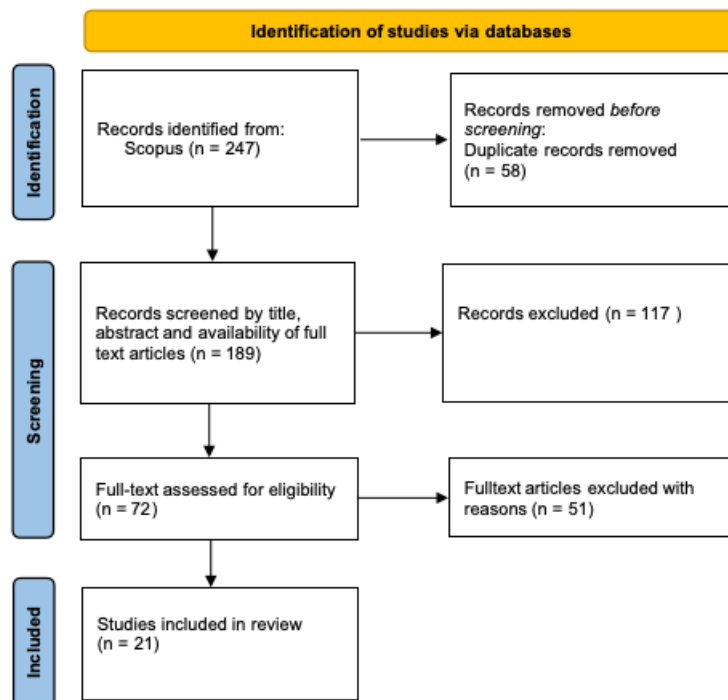 Identification of studies via databases
Identification
Records identified from:
Scopus (n = 247)
Records removed before
screening:
Duplicate records removed
(n = 58)
Screening
Records screened by title,
abstract and availability of full
text articles (n = 189)
Records excluded (n = 117 )
Full-text assessed for eligibility
(n = 72)
Fulltext articles excluded with
reasons (n = 51)
Included
Studies included in review
(n = 21)